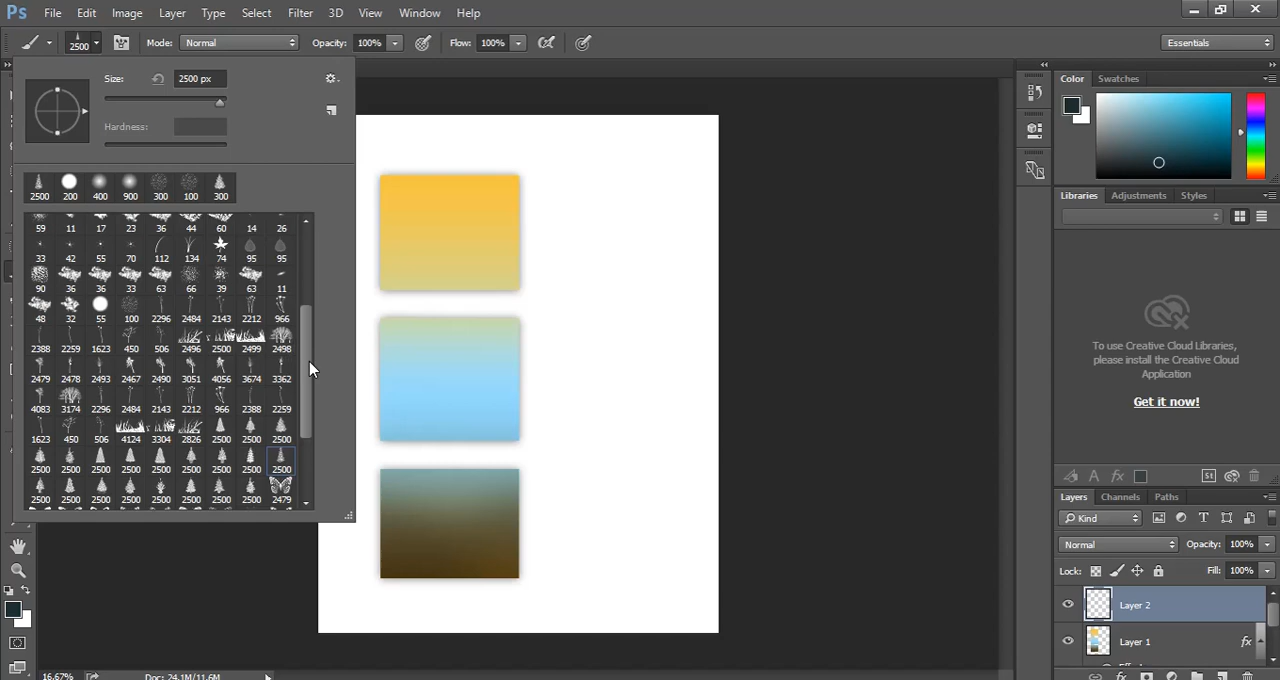 Ps File Edit Image Layer Type Select Filter 3D View Window Help
2500 Mode: Normal Opacity: 100% Flow: 100% Essentials
Size: 2500 px
Hardness:
2500 200 400 900 300 100 300
59 11 17 23 36 44 60 14 26
33 42 55 70 112 134 74 95 95
90 36 36 33 63 66 39 63 11
48 32 55 100 2296 2484 2143 2212 966
2388 2259 1623 450 506 2496 2500 2499 2498
2479 2478 2493 2467 2490 3051 4056 3674 3362
4083 3174 2296 2484 2143 2212 966 2388 2259
1623 450 506 4124 3304 2826 2500 2500 2500
2500 2500 2500 2500 2500 2500 2500 2500 2500
2500 2500 2500 2500 2500 2500 2500 2500 2479
Color Swatches
Libraries Adjustments Styles
To use Creative Cloud Libraries,
please install the Creative Cloud
Application
Get it now!
St
Layers Channels Paths
Kind
Normal Opacity: 100%
Lock: Fill: 100%
Layer 2
Layer 1 fx
16.67% Doc: 24.1M/11.6M